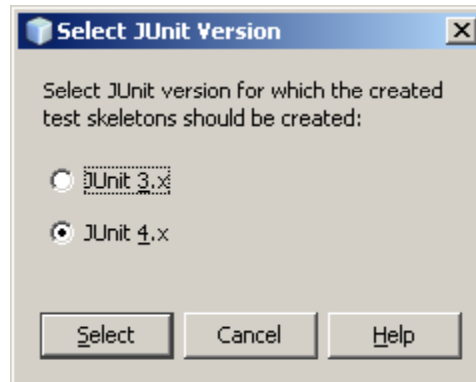 Select JUnit Version
Select JUnit version for which the created
test skeletons should be created:
JUnit 3.x
JUnit 4.x
Select Cancel Help